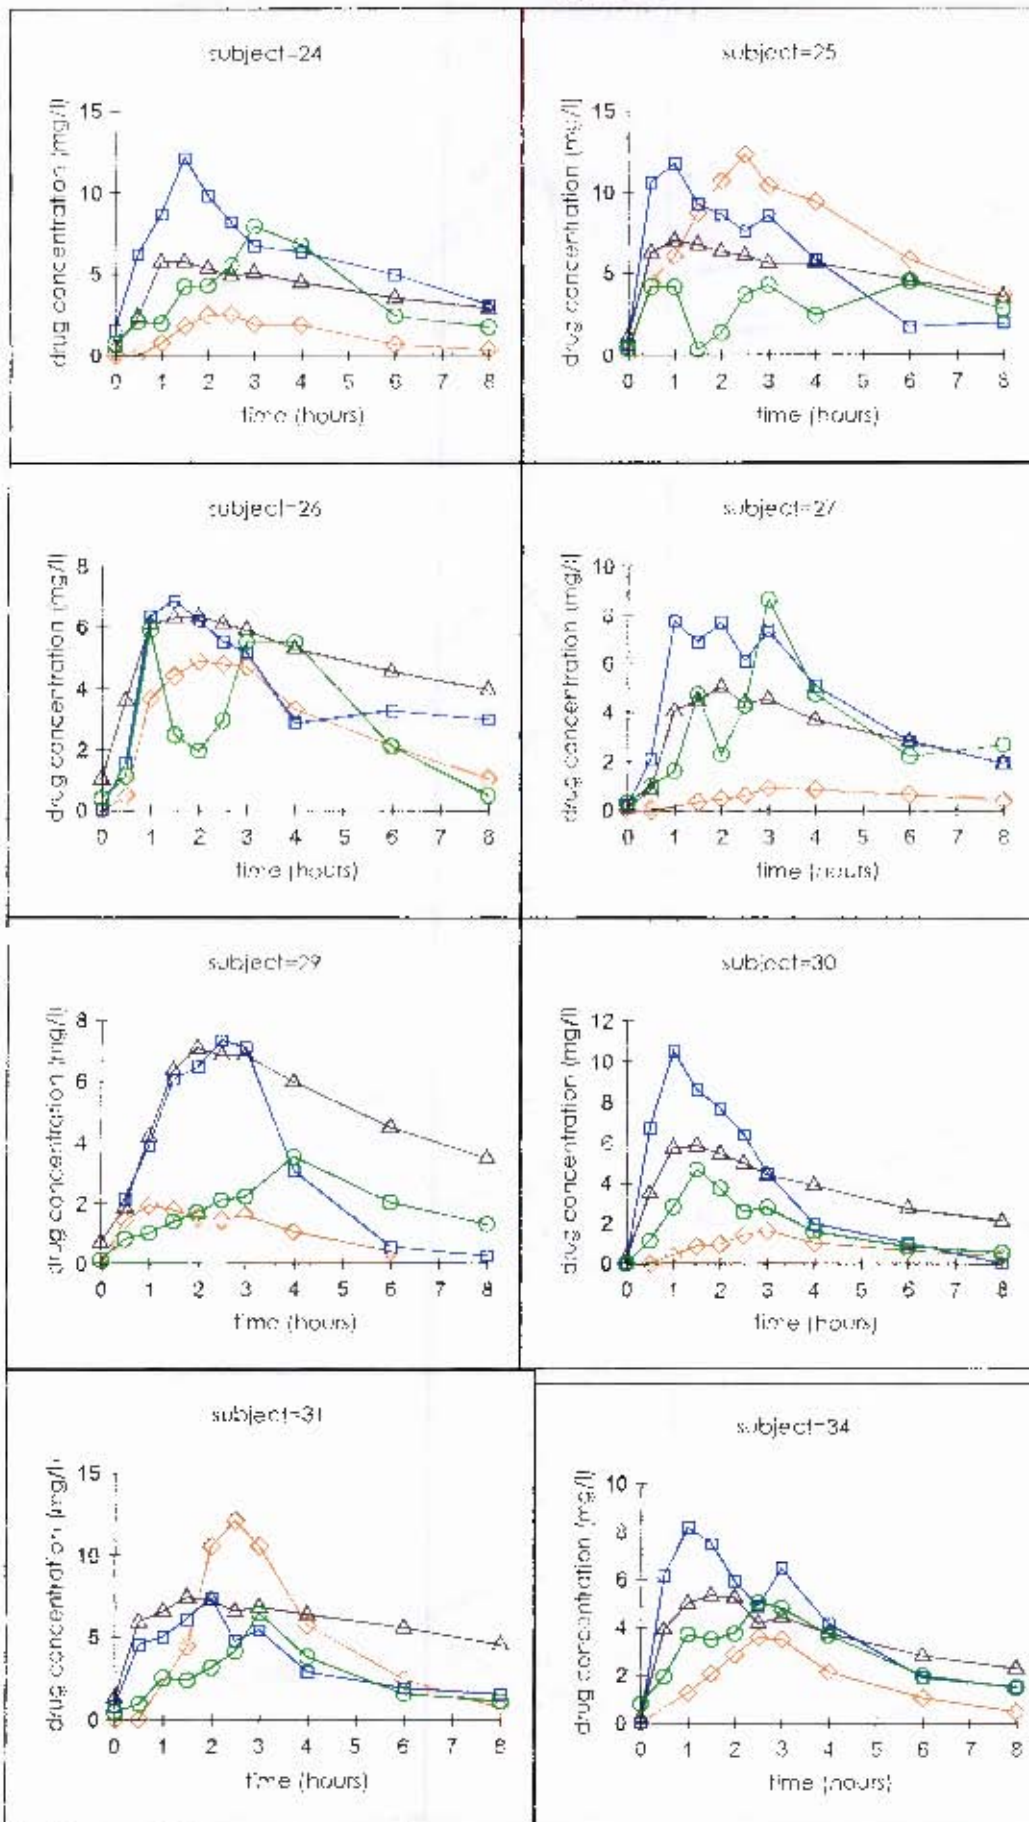 subject=24
drug concentration (mg/l)
15
10
5
0
0 1 2 3 4 5 6 7 8
time (hours)
subject=25
drug concentration (mg/l)
15
10
5
0
0 1 2 3 4 5 6 7 8
time (hours)
subject=26
drug concentration (mg/l)
8
6
4
2
0
0 1 2 3 4 5 6 7 8
time (hours)
subject=27
drug concentration (mg/l)
10
8
6
4
2
0
0 1 2 3 4 5 6 7 8
time (hours)
subject=29
drug concentration (mg/l)
8
6
4
2
0
0 1 2 3 4 5 6 7 8
time (hours)
subject=30
drug concentration (mg/l)
12
10
8
6
4
2
0
0 1 2 3 4 5 6 7 8
time (hours)
subject=31
drug concentration (mg/l)
15
10
5
0
0 1 2 3 4 5 6 7 8
time (hours)
subject=34
drug concentration (mg/l)
10
8
6
4
2
0
0 1 2 3 4 5 6 7 8
time (hours)